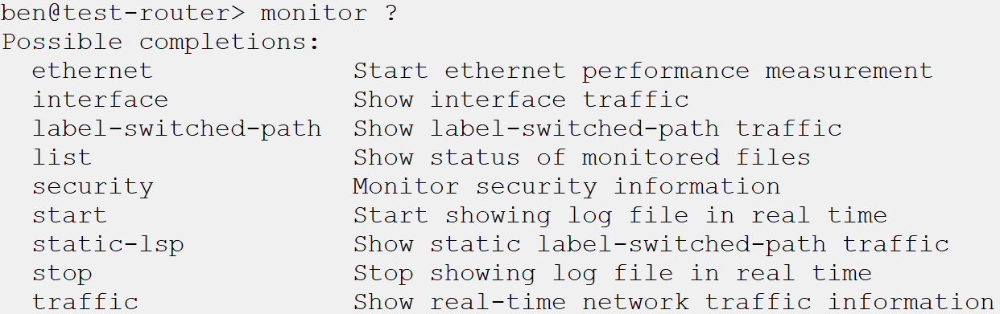 ben@test-router> monitor ?
Possible completions:
  ethernet             Start ethernet performance measurement
  interface            Show interface traffic
  label-switched-path  Show label-switched-path traffic
  list                 Show status of monitored files
  security             Monitor security information
  start                Start showing log file in real time
  static-lsp           Show static label-switched-path traffic
  stop                 Stop showing log file in real time
  traffic              Show real-time network traffic information